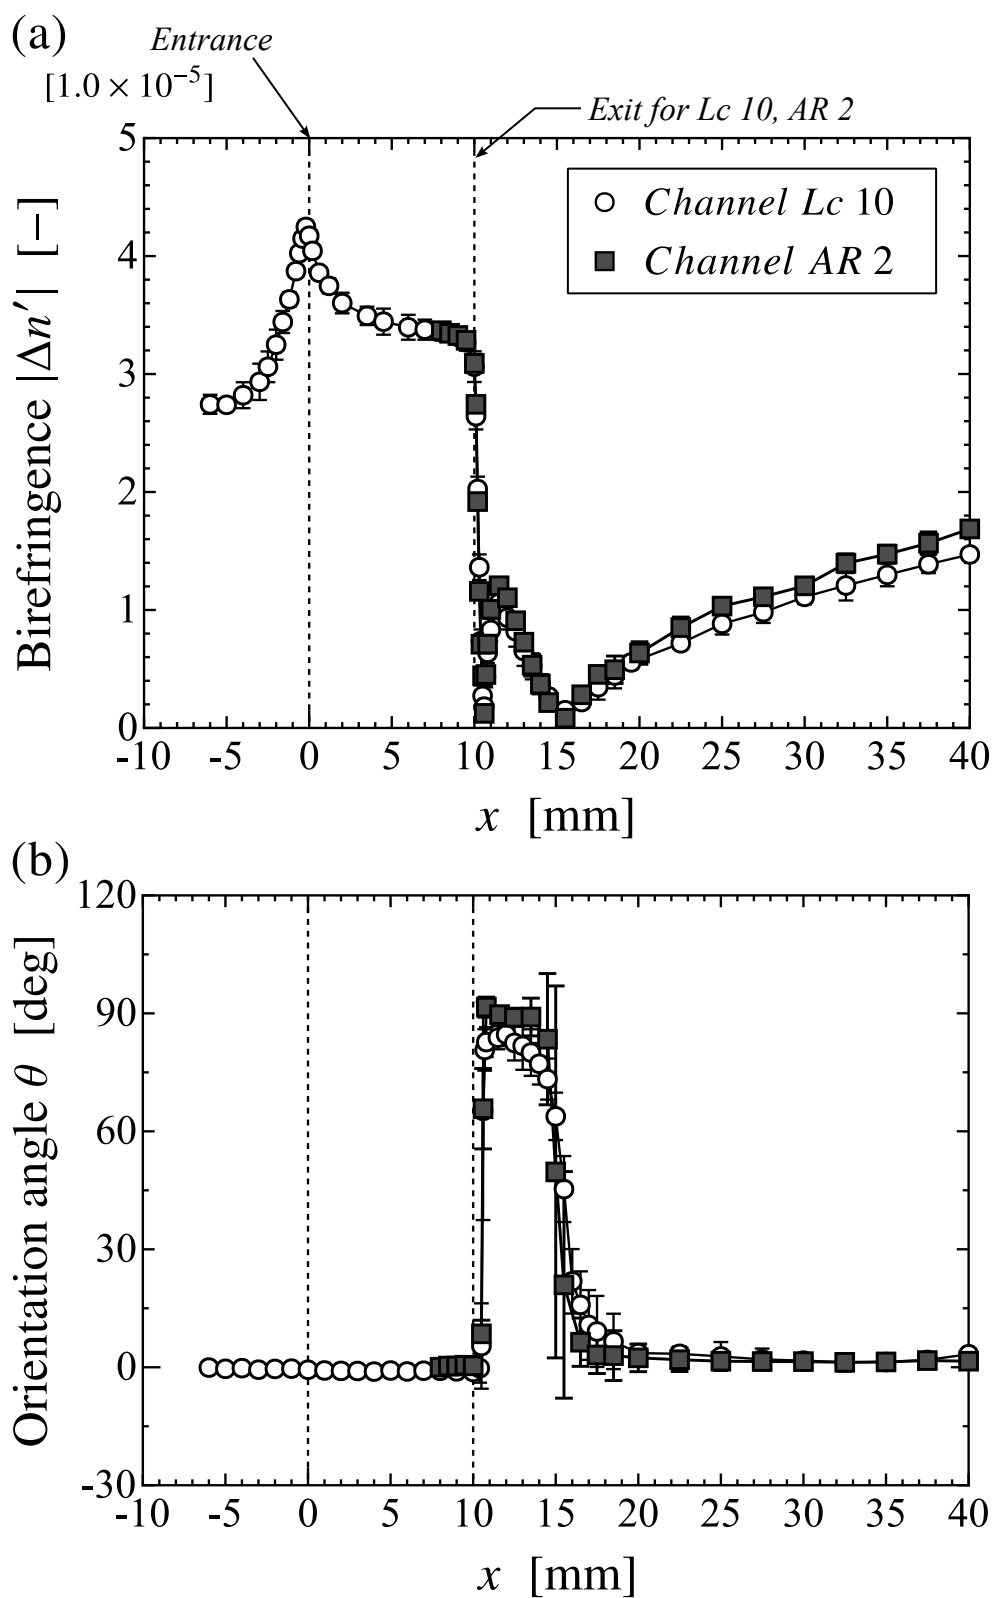 (a)
Entrance
[1.0 × 10⁻⁵]
Exit for Lc 10, AR 2
Channel Lc 10
Channel AR 2
Birefringence |Δn′| [−]
5
4
3
2
1
0
-10 -5 0 5 10 15 20 25 30 35 40
x [mm]
(b)
Orientation angle θ [deg]
120
90
60
30
0
-30
-10 -5 0 5 10 15 20 25 30 35 40
x [mm]